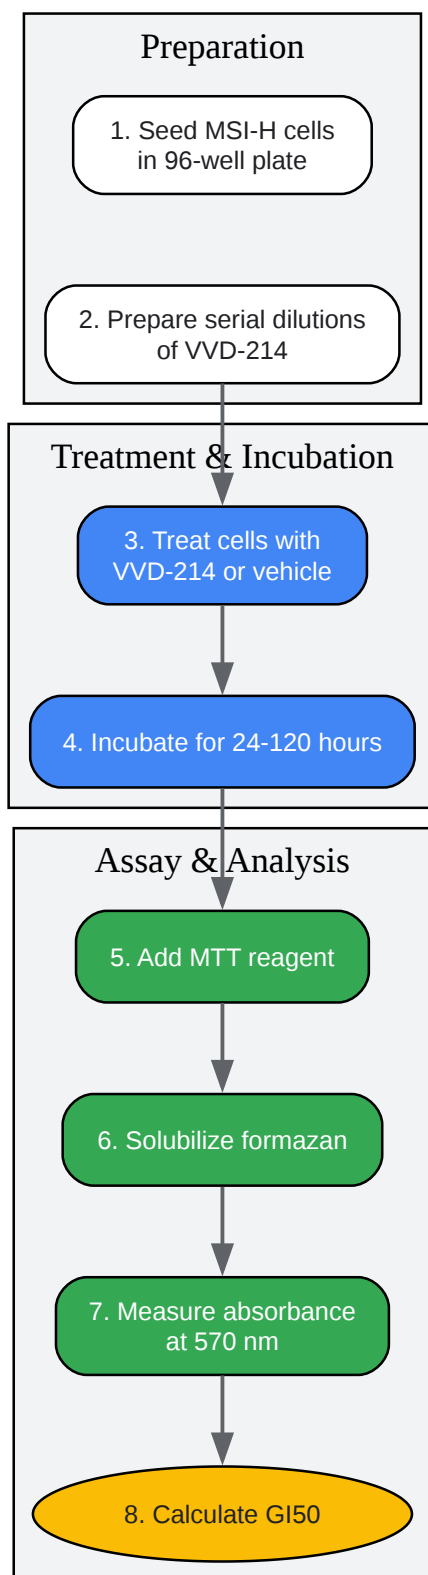 Preparation
1. Seed MSI-H cells
in 96-well plate
2. Prepare serial dilutions
of VVD-214
Treatment & Incubation
3. Treat cells with
VVD-214 or vehicle
4. Incubate for 24-120 hours
Assay & Analysis
5. Add MTT reagent
6. Solubilize formazan
7. Measure absorbance
at 570 nm
8. Calculate GI50